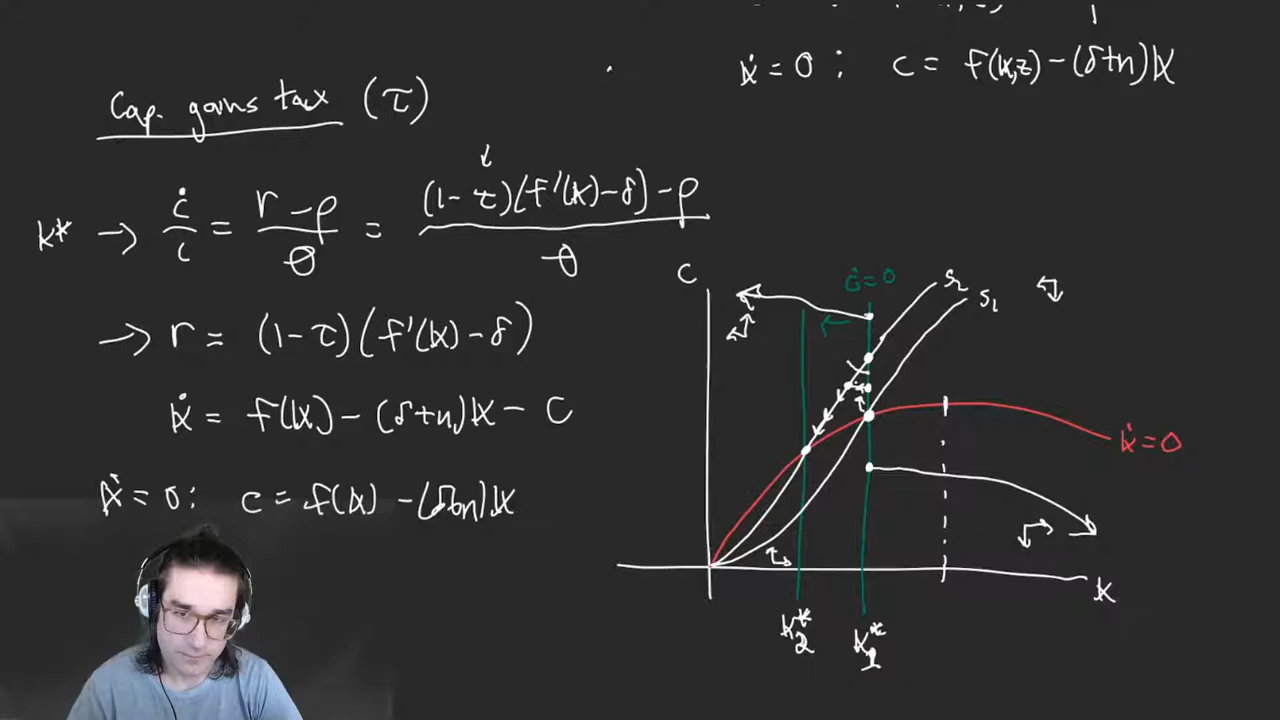 k̇ = 0 : c = f(k,z) - (δ+n)k
Cap. gains tax (τ)
k* → ċ/c = (r - ρ)/θ = ((1-τ)(f'(k)-δ) - ρ)/θ
→ r = (1-τ)(f'(k)-δ)
k̇ = f(k) - (δ+n)k - c
k̇ = 0 : c = f(k) - (δ+n)k
c
ċ = 0
S₂
S₁
k̇ = 0
k
k₂*
k₁*